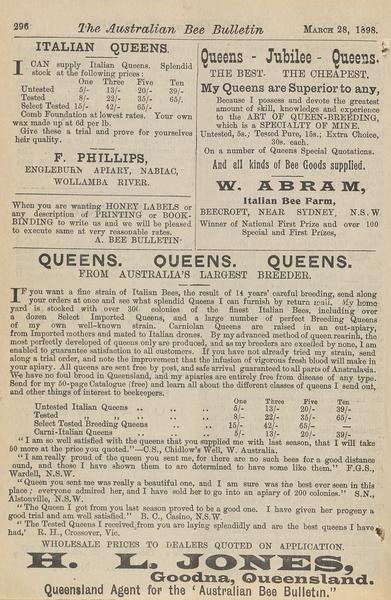 296
The Australian Bee Bulletin
MARCH 28, 1898.
ITALIAN QUEENS.
I CAN supply Italian Queens. Splendid
stock at the following prices :
One Three Five Ten
Untested 5/- 13/- 20/- 39/-
Tested 8/- 22/- 35/- 65/-
Select Tested 15/- 42/- 65/-
Comb Foundation at lowest rates. Your own
wax made up at 6d per lb.
Give these a trial and prove for yourselves
heir quality.
F. PHILLIPS,
ENGLEBURN APIARY, NABIAC,
WOLLAMBA RIVER.
When you are wanting HONEY LABELS or
any description of PRINTING or BOOK-
BINDING to write us and we will be pleased
to execute same at very reasonable rates.
A. BEE BULLETIN
Queens - Jubilee - Queens.
THE BEST. THE CHEAPEST.
My Queens are Superior to any,
Because I possess and devote the greatest
amount of skill, knowledge and experience
to the ART OF QUEEN-BREEDING,
which is a SPECIALTY OF MINE.
Untested, 5s,; Tested Pure, 15s.; Extra Choice,
30s. each.
On a number of Queens Special Quotations.
And all kinds of Bee Goods supplied.
W. ABRAM,
Italian Bee Farm,
BEECROFT, NEAR SYDNEY, N.S.W.
Winner of National First Prize and over 100
Special and First Prizes,
QUEENS. QUEENS. QUEENS.
FROM AUSTRALIA'S LARGEST BREEDER.
IF you want a fine strain of Italian Bees, the result of 14 years' careful breeding, send along
your orders at once and see what splendid Queens I can furnish by return mail. My home
yard is stocked with over 300 colonies of the finest Italian Bees, including over
a dozen Select Imported Queens, and a large number of perfect Breeding Queens
of my own well-known strain. Carniolan Queens are raised in an out-apiary,
from Imported mothers and mated to Italian drones. By my advanced method of queen rearing, the
most perfectly developed of queens only are produced, and as my breeders are excelled by none, I am
enabled to guarantee satisfaction to all customers. If you have not already tried my strain, send
along a trial order, and note the improvement that the infusion of vigorous fresh blood will make in
your apiary. All queens are sent free by post, and safe arrival guaranteed to all parts of Australasia.
We have no foul brood in Queensland, and my apiaries are entirely free from disease of any type.
Send for my 50-page Catalogue (free) and learn all about the different classes of queens I send out,
and other things of interest to beekeepers.
One Three Five Ten
Untested Italian Queens .. .. .. 5/- 13/- 20/- 39/-
Tested " " .. .. .. 8/- 22/- 35/- 65/-
Select Tested Breeding Queens .. .. 15/- 42/- 65/- —
Carni-Italian Queens .. .. .. 5/- 13/- 20/- 39/-
"I am so well satisfied with the queens that you supplied me with last season, that I will take
50 more at the price you quoted."—C.S., Chidlow's Well, W. Australia.
"I am really proud of the queen you sent me, for there are no such bees for a good distance
ound, and those I have shown them to are determined to have some like them." F.G.S.,
Wardell, N.S.W.
"Queen you sent me was really a beautiful one, and I am sure was the best ever seen in this
place; everyone admired her, and I have sold her to go into an apiary of 200 colonies." S.N.,
Alstonville, N.S.W.
"The Queen I got from you last season proved to be a good one. I have given her progeny a
good trial and am well satisfied." B. C., Casino, N.S.W.
"The Tested Queens I received from you are laying splendidly and are the best queens I have
had,' R. H., Crossover, Vic.
WHOLESALE PRICES TO DEALERS QUOTED ON APPLICATION.
H. L. JONES,
Goodna, Queensland.
Queensland Agent for the 'Australian Bee Bulletin."